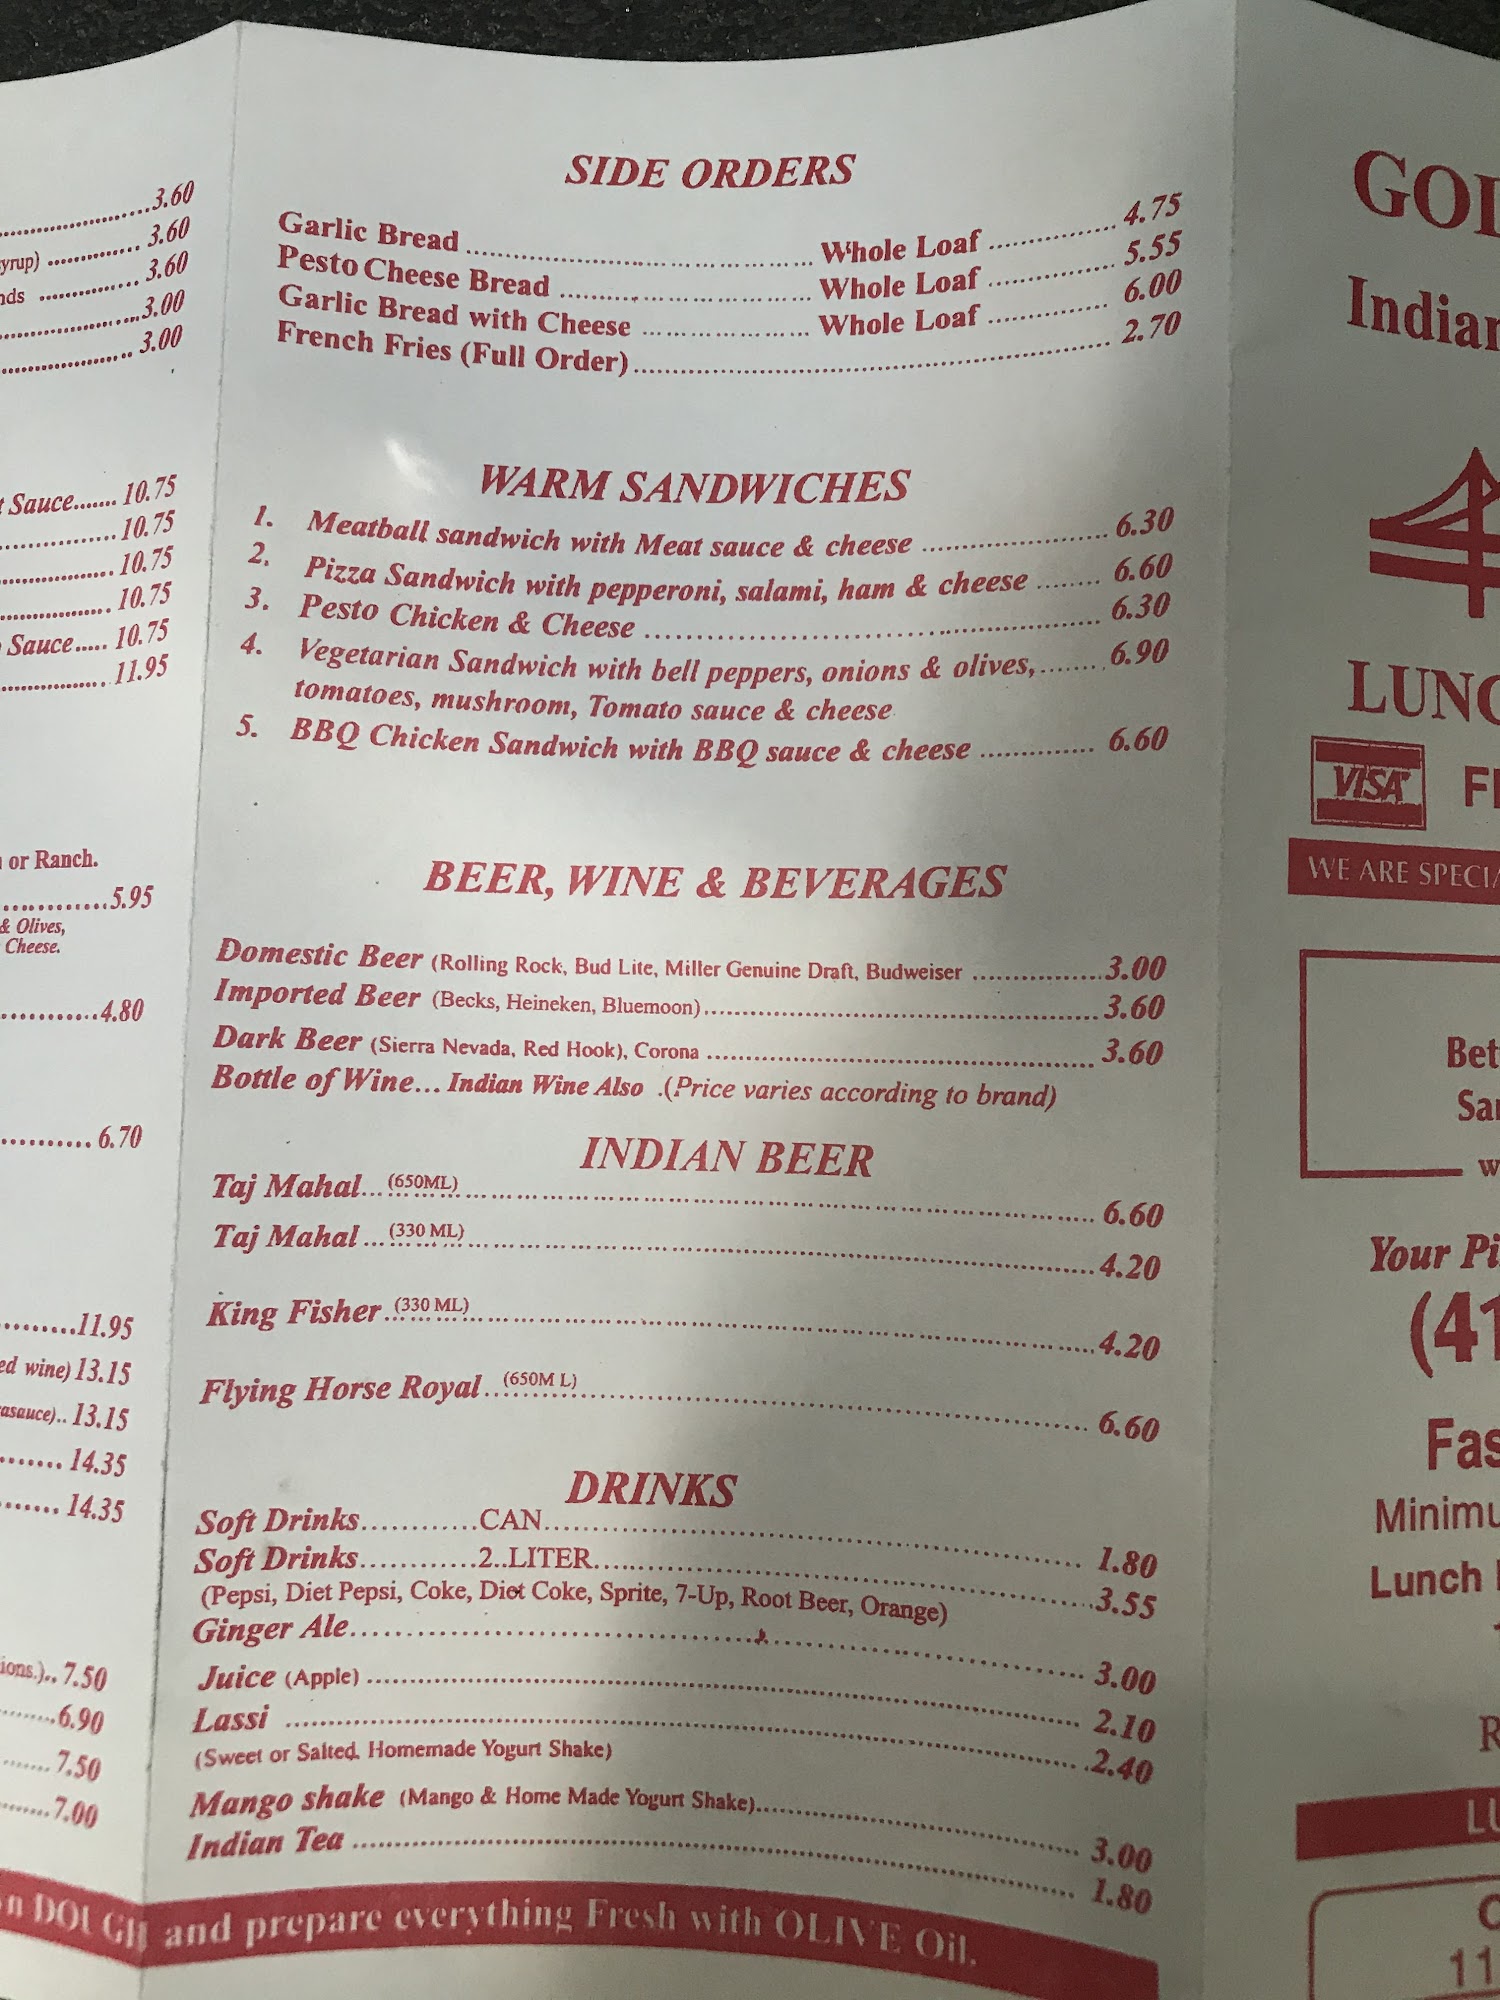 3.60
yrup) 3.60
nds 3.60
3.00
3.00
Sauce....... 10.75
10.75
10.75
10.75
Sauce..... 10.75
11.95
or Ranch.
5.95
& Olives,
Cheese.
4.80
6.70
11.95
ed wine) 13.15
asauce).. 13.15
14.35
14.35
ions.).. 7.50
6.90
7.50
7.00
SIDE ORDERS
Garlic Bread Whole Loaf 4.75
Pesto Cheese Bread Whole Loaf 5.55
Garlic Bread with Cheese Whole Loaf 6.00
French Fries (Full Order) 2.70
WARM SANDWICHES
1. Meatball sandwich with Meat sauce & cheese 6.30
2. Pizza Sandwich with pepperoni, salami, ham & cheese 6.60
3. Pesto Chicken & Cheese 6.30
4. Vegetarian Sandwich with bell peppers, onions & olives, 6.90
tomatoes, mushroom, Tomato sauce & cheese
5. BBQ Chicken Sandwich with BBQ sauce & cheese 6.60
BEER, WINE & BEVERAGES
Domestic Beer (Rolling Rock, Bud Lite, Miller Genuine Draft, Budweiser 3.00
Imported Beer (Becks, Heineken, Bluemoon) 3.60
Dark Beer (Sierra Nevada, Red Hook), Corona 3.60
Bottle of Wine... Indian Wine Also .(Price varies according to brand)
INDIAN BEER
Taj Mahal (650ML) 6.60
Taj Mahal (330 ML) 4.20
King Fisher (330 ML) 4.20
Flying Horse Royal (650M L) 6.60
DRINKS
Soft Drinks CAN 1.80
Soft Drinks 2..LITER 3.55
(Pepsi, Diet Pepsi, Coke, Diet Coke, Sprite, 7-Up, Root Beer, Orange)
Ginger Ale 3.00
Juice (Apple) 2.10
Lassi 2.40
(Sweet or Salted. Homemade Yogurt Shake)
Mango shake (Mango & Home Made Yogurt Shake) 3.00
Indian Tea 1.80
n DOUGH and prepare everything Fresh with OLIVE Oil.
GOL
Indian
LUNC
VISA
WE ARE SPECIA
Bet
Sa
w
Your Pi
(41
Fas
Minimu
Lunch
R
LU
11